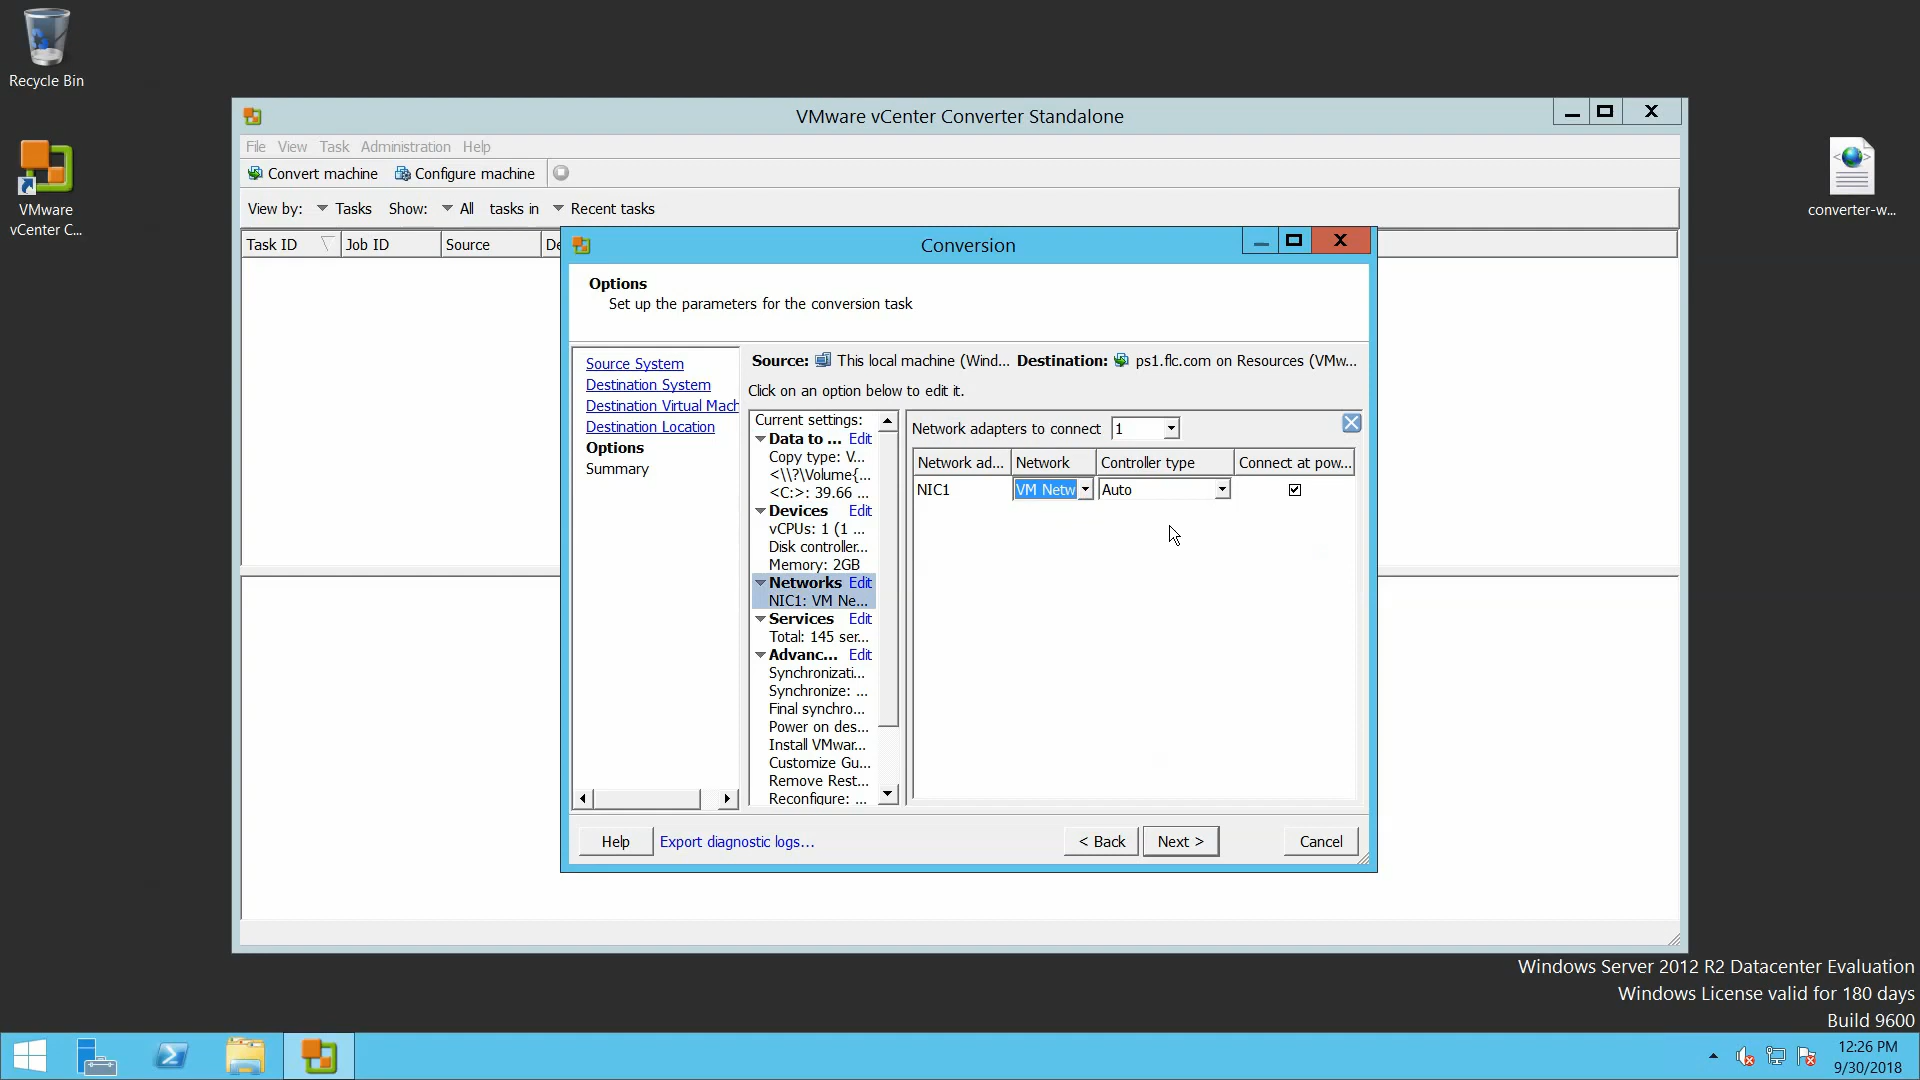 Recycle Bin
VMware
vCenter C...
converter-w...
VMware vCenter Converter Standalone
File View Task Administration Help
Convert machine Configure machine
View by: Tasks Show: All tasks in Recent tasks
Task ID Job ID Source De
Conversion
Options
Set up the parameters for the conversion task
Source System
Destination System
Destination Virtual Mach
Destination Location
Options
Summary
Source: This local machine (Wind... Destination: ps1.flc.com on Resources (VMw...
Click on an option below to edit it.
Current settings:
Data to ... Edit
Copy type: V...
<\\?\Volume{...
<C:>: 39.66 ...
Devices Edit
vCPUs: 1 (1 ...
Disk controller...
Memory: 2GB
Networks Edit
NIC1: VM Ne...
Services Edit
Total: 145 ser...
Advanc... Edit
Synchronizati...
Synchronize: ...
Final synchro...
Power on des...
Install VMwar...
Customize Gu...
Remove Rest...
Reconfigure: ...
Network adapters to connect 1
Network ad... Network Controller type Connect at pow...
NIC1 VM Netw Auto
Help Export diagnostic logs... < Back Next > Cancel
Windows Server 2012 R2 Datacenter Evaluation
Windows License valid for 180 days
Build 9600
12:26 PM
9/30/2018